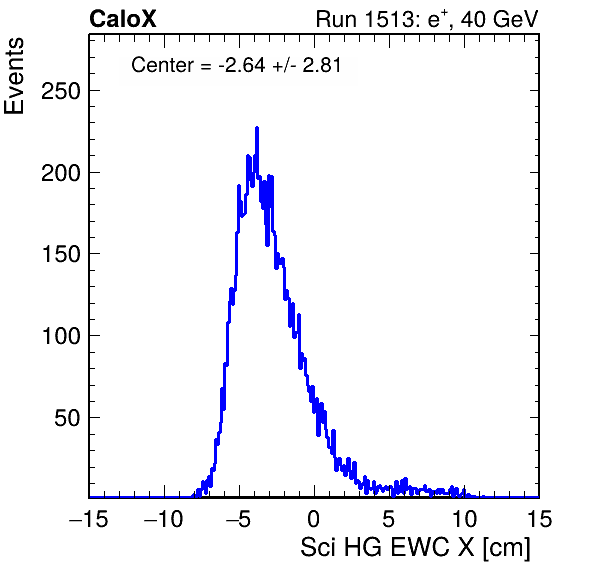 CaloX Run 1513: e⁺, 40 GeV
Center = -2.64 +/- 2.81
Events
250
200
150
100
50
−15 −10 −5 0 5 10 15
Sci HG EWC X [cm]